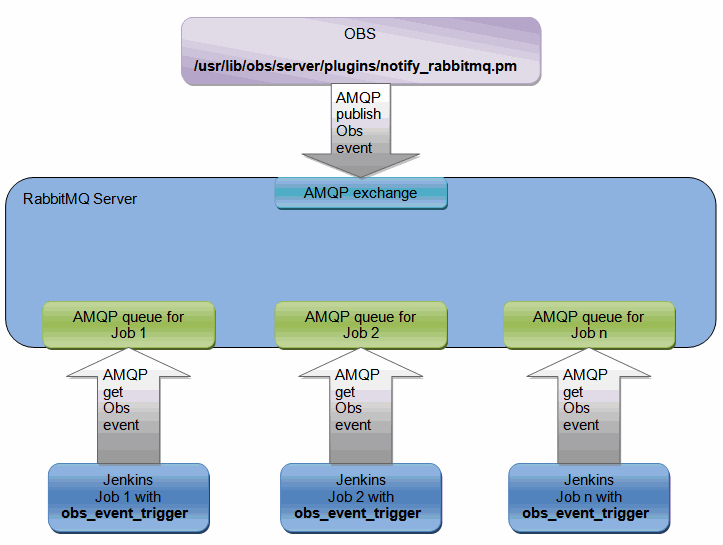 OBS
/usr/lib/obs/server/plugins/notify_rabbitmq.pm
AMQP
publish
Obs
event
AMQP exchange
RabbitMQ Server
AMQP queue for
Job 1
AMQP queue for
Job 2
AMQP queue for
Job n
AMQP
get
Obs
event
AMQP
get
Obs
event
AMQP
get
Obs
event
Jenkins
Job 1 with
obs_event_trigger
Jenkins
Job 2 with
obs_event_trigger
Jenkins
Job n with
obs_event_trigger